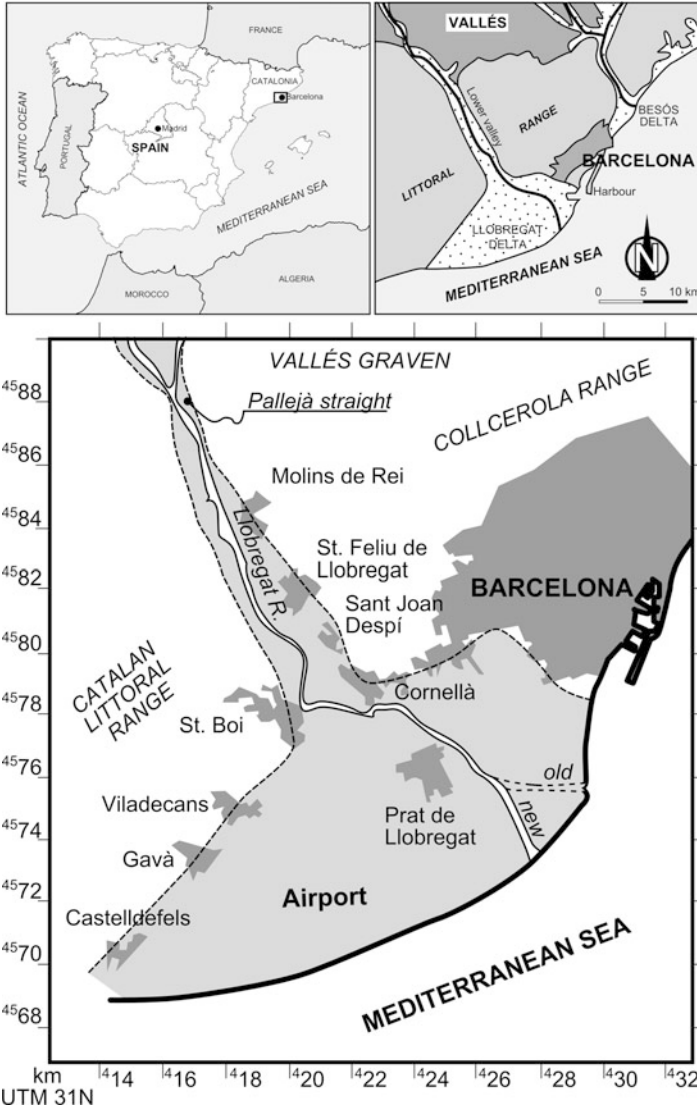 FRANCE
CATALONIA
Barcelona
ATLANTIC OCEAN
PORTUGAL
Madrid
SPAIN
MEDITERRANEAN SEA
MOROCCO
ALGERIA
VALLÉS
Lower valley
RANGE
BESÓS
DELTA
BARCELONA
LITTORAL
Harbour
LLOBREGAT
DELTA
N
MEDITERRANEAN SEA
0 5 10 km
VALLÉS GRAVEN
COLLCEROLA RANGE
Pallejà straight
Molins de Rei
Llobregat R.
St. Feliu de
Llobregat
BARCELONA
Sant Joan
Despí
CATALAN
LITTORAL
RANGE
Cornellà
St. Boi
old
new
Viladecans
Prat de
Llobregat
Gavà
Airport
Castelldefels
MEDITERRANEAN SEA
4588
4586
4584
4582
4580
4578
4576
4574
4572
4570
4568
km 414 416 418 420 422 424 426 428 430 432
UTM 31N